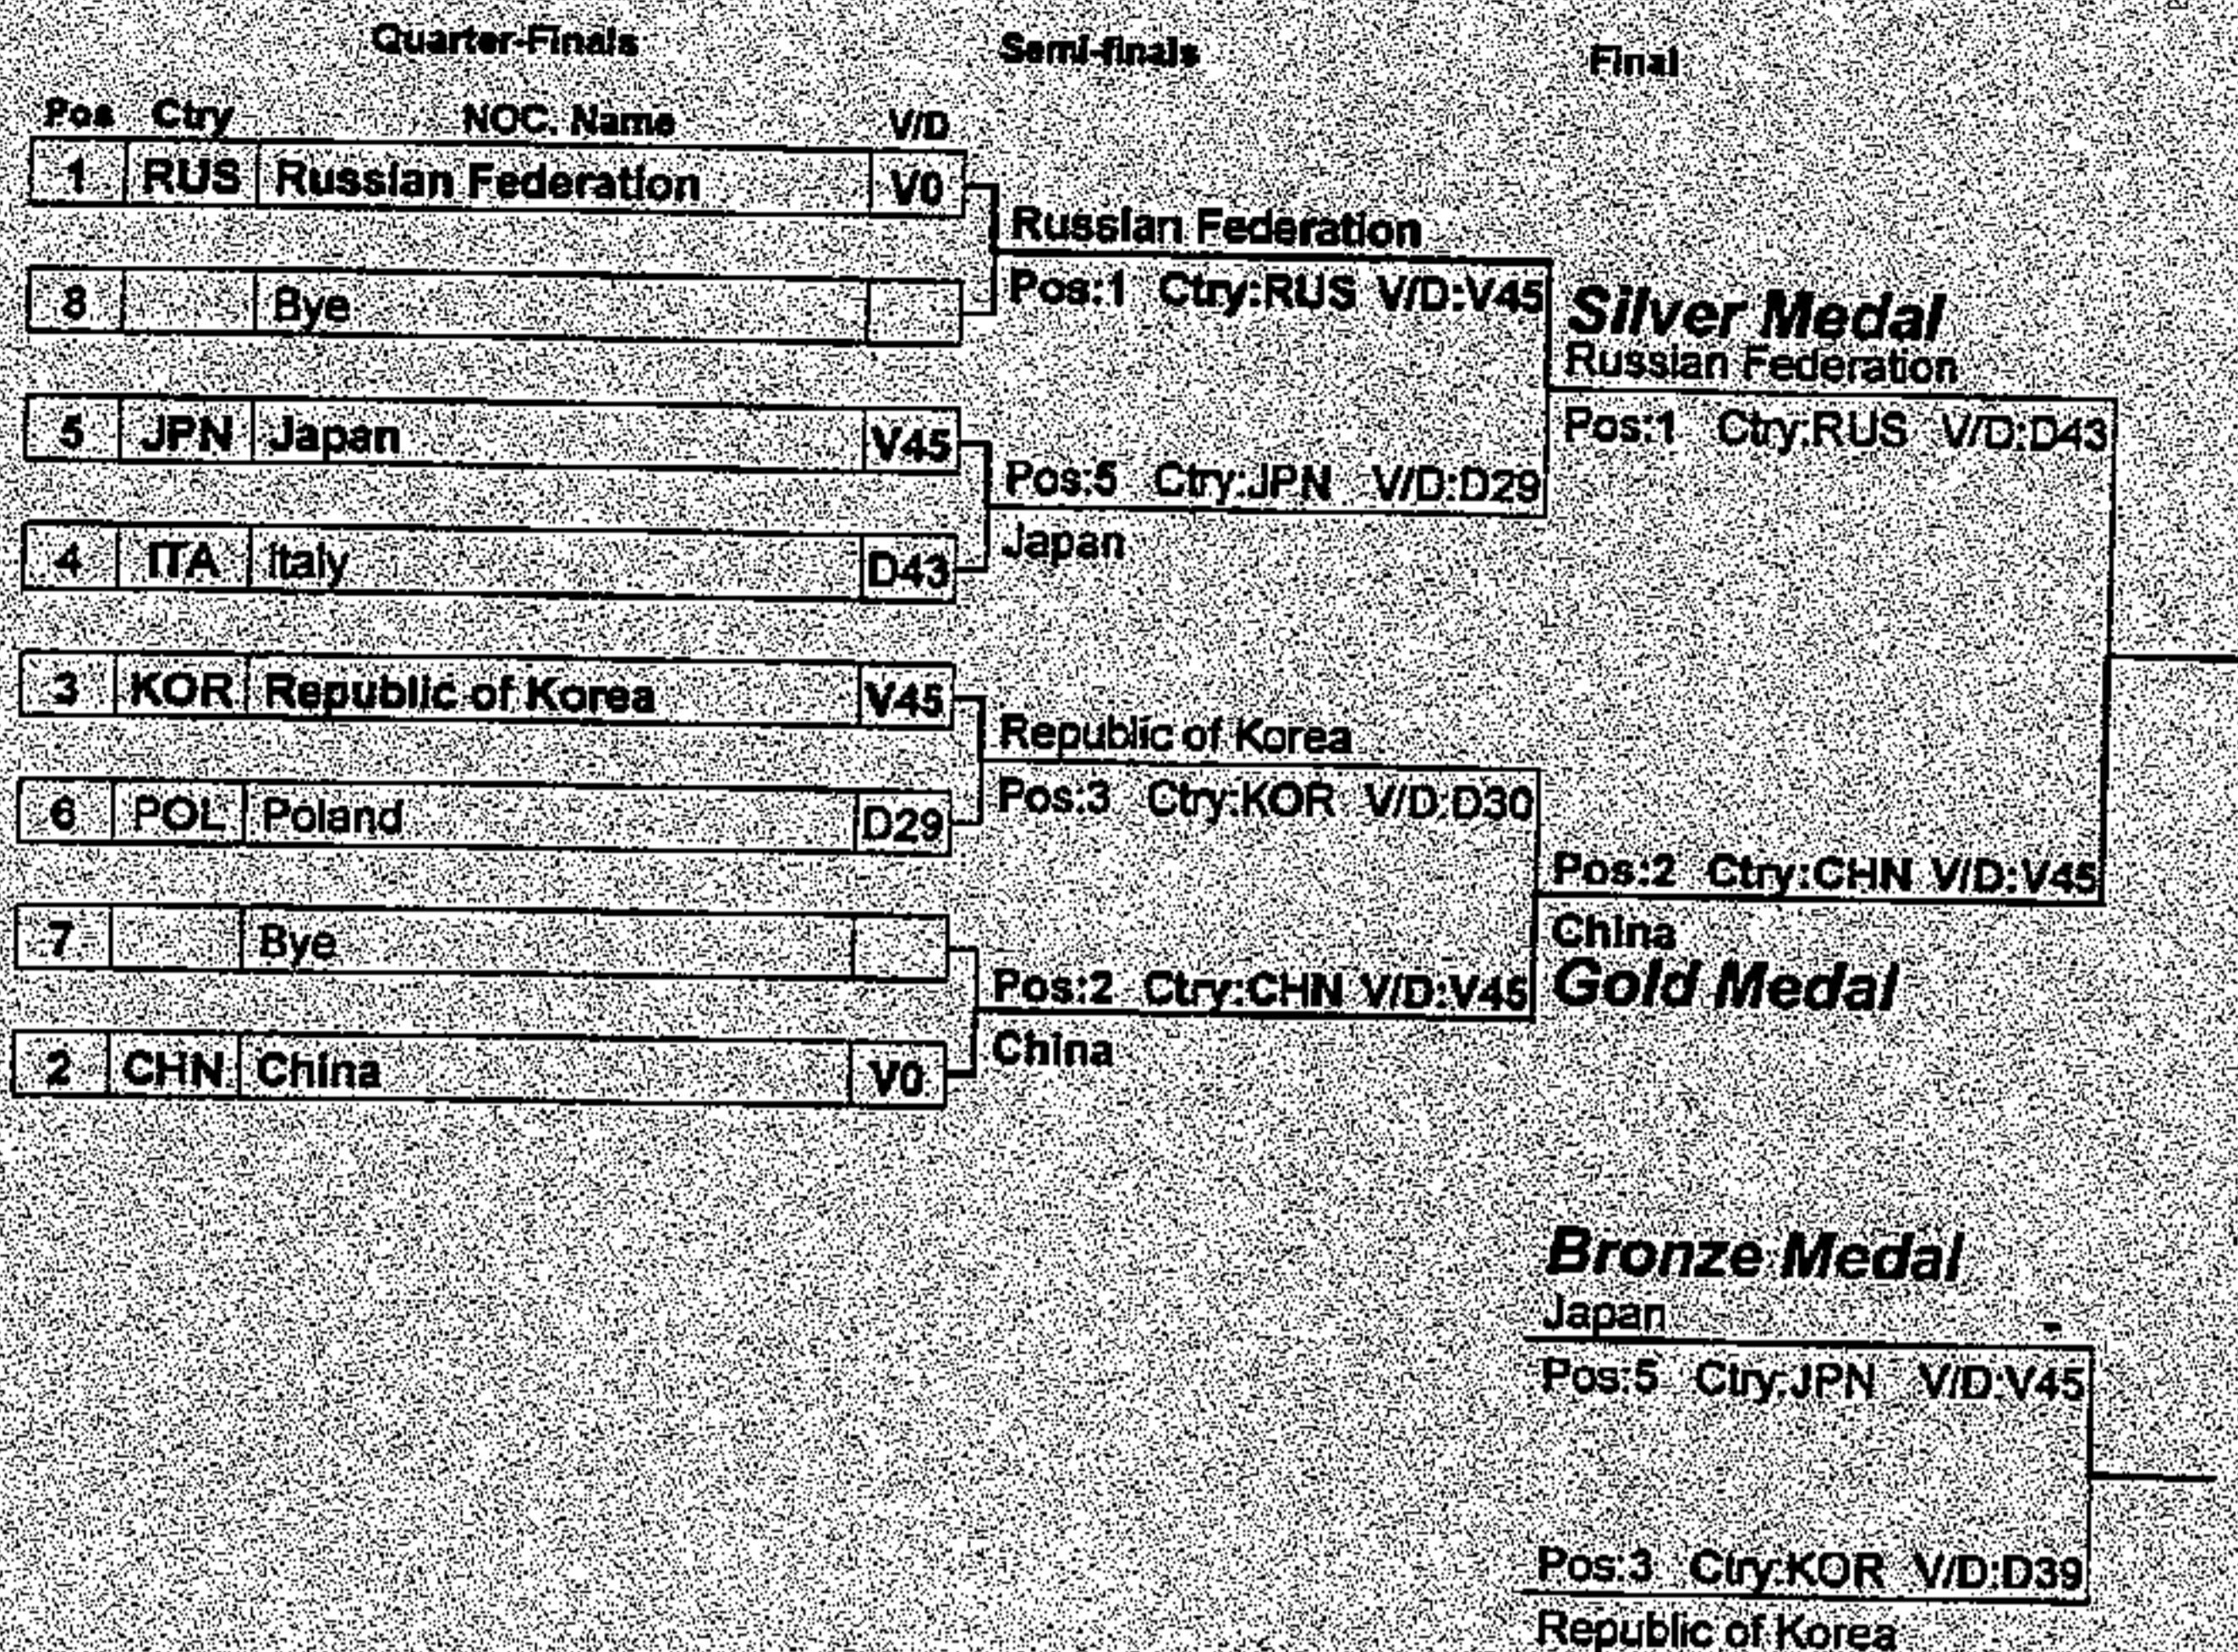 Quarter-Finals Semi-finals Final
Pos Ctry NOC. Name V/D
1 RUS Russian Federation V0
Russian Federation
8 Bye
Pos:1 Ctry:RUS V/D:V45
Silver Medal
Russian Federation
5 JPN Japan V45
Pos:1 Ctry:RUS V/D:D43
Pos:5 Ctry:JPN V/D:D29
Japan
4 ITA Italy D43
3 KOR Republic of Korea V45
Republic of Korea
6 POL Poland D29
Pos:3 Ctry:KOR V/D:D30
Pos:2 Ctry:CHN V/D:V45
China
Gold Medal
7 Bye
Pos:2 Ctry:CHN V/D:V45
China
2 CHN China V0
Bronze Medal
Japan
Pos:5 Ctry:JPN V/D:V45
Pos:3 Ctry:KOR V/D:D39
Republic of Korea